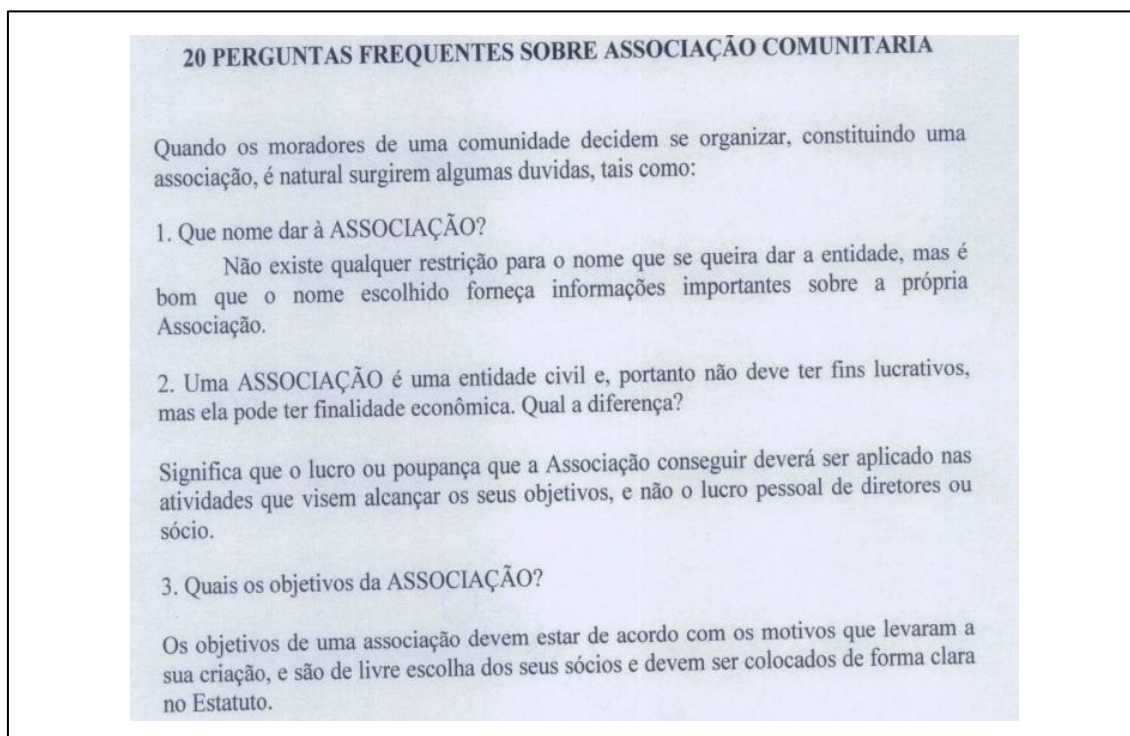 20 PERGUNTAS FREQUENTES SOBRE ASSOCIAÇÃO COMUNITARIA
Quando os moradores de uma comunidade decidem se organizar, constituindo uma
associação, é natural surgirem algumas duvidas, tais como:
1. Que nome dar à ASSOCIAÇÃO?
Não existe qualquer restrição para o nome que se queira dar a entidade, mas é
bom que o nome escolhido forneça informações importantes sobre a própria
Associação.
2. Uma ASSOCIAÇÃO é uma entidade civil e, portanto não deve ter fins lucrativos,
mas ela pode ter finalidade econômica. Qual a diferença?
Significa que o lucro ou poupança que a Associação conseguir deverá ser aplicado nas
atividades que visem alcançar os seus objetivos, e não o lucro pessoal de diretores ou
sócio.
3. Quais os objetivos da ASSOCIAÇÃO?
Os objetivos de uma associação devem estar de acordo com os motivos que levaram a
sua criação, e são de livre escolha dos seus sócios e devem ser colocados de forma clara
no Estatuto.